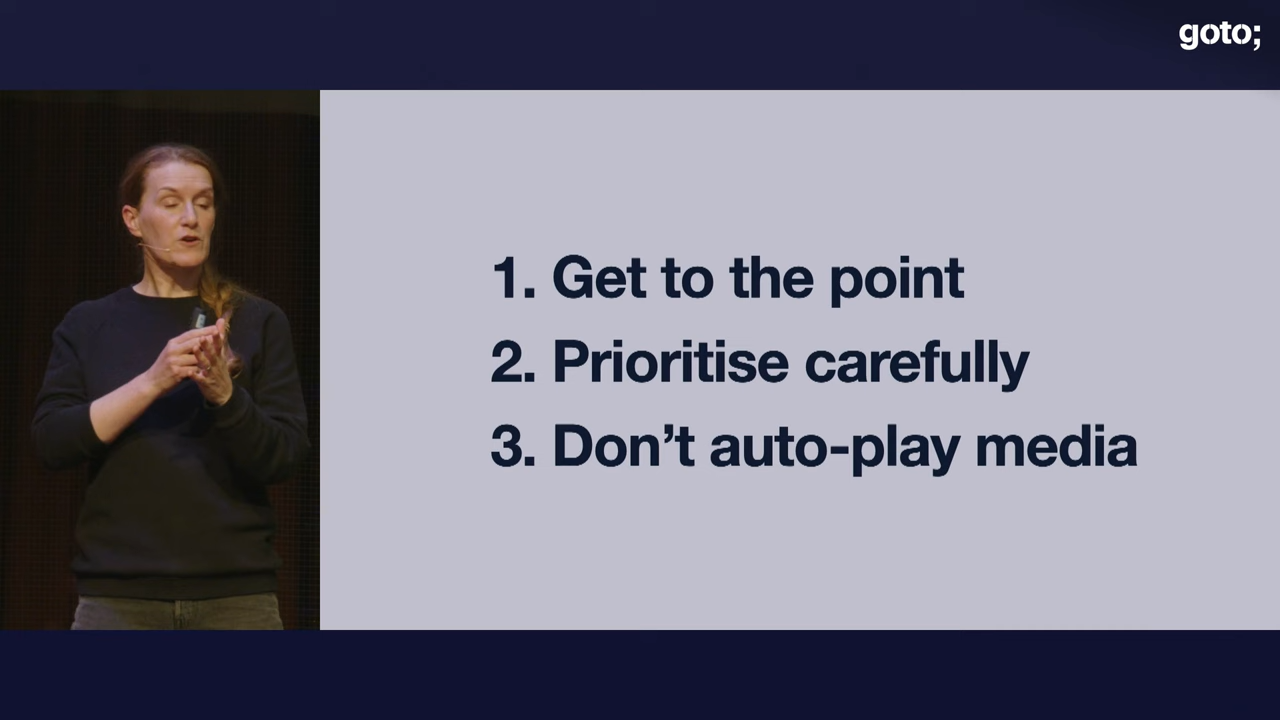 goto;
1. Get to the point
2. Prioritise carefully
3. Don’t auto-play media